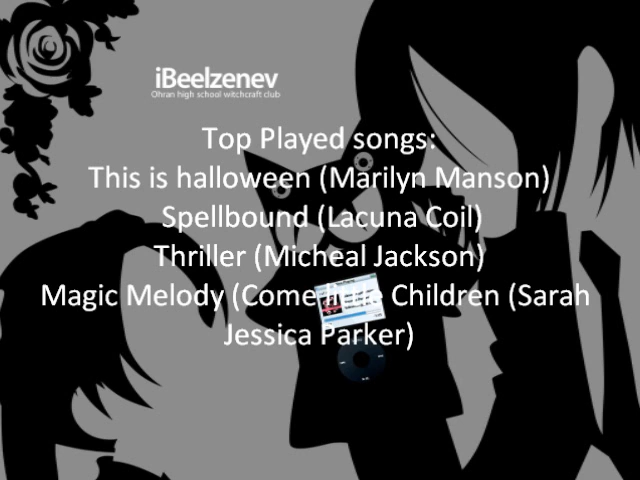 iBeelzenev
Ohran high school witchcraft club
Top Played songs:
This is halloween (Marilyn Manson)
Spellbound (Lacuna Coil)
Thriller (Micheal Jackson)
Magic Melody (Come little Children (Sarah
Jessica Parker)